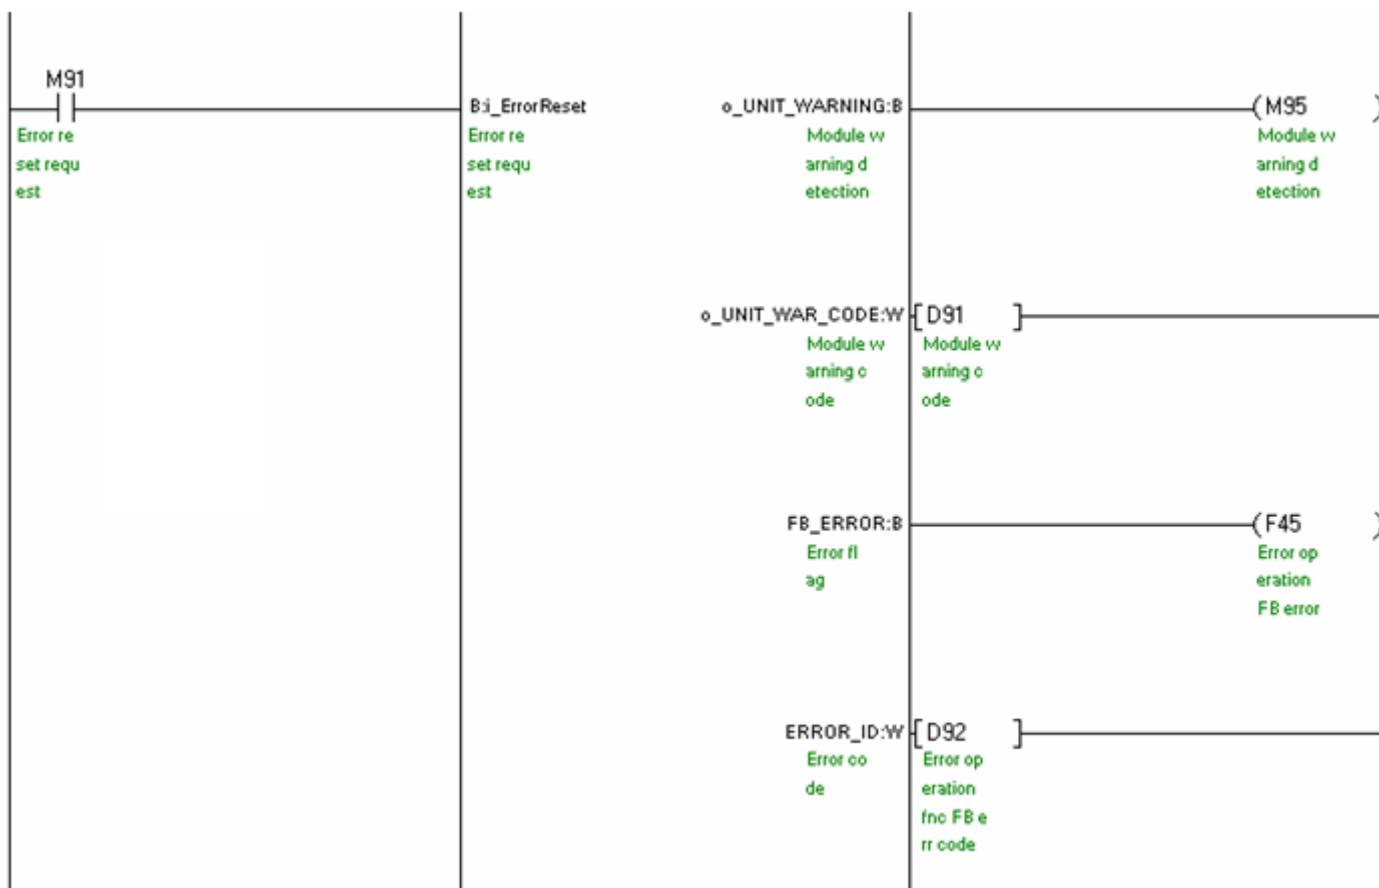 M91
B:i_ErrorReset
o_UNIT_WARNING:B
(M95 )
Error re
set requ
est
Error re
set requ
est
Module w
arning d
etection
Module w
arning d
etection
o_UNIT_WAR_CODE:W
[D91 ]
Module w
arning c
ode
Module w
arning c
ode
FB_ERROR:B
(F45 )
Error fl
ag
Error op
eration
FB error
ERROR_ID:W
[D92 ]
Error co
de
Error op
eration
fnc FB e
rr code